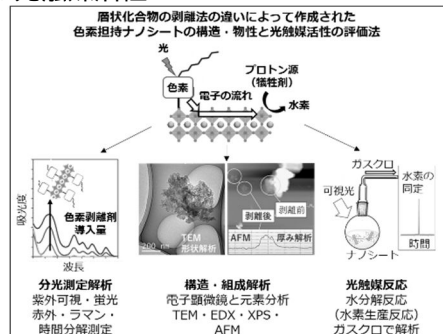 層状化合物の剥離法の違いによって作成された
色素担持ナノシートの構造・物性と光触媒活性の評価法
光
色素
電子の流れ
プロトン源
(犠牲剤)
水素
吸光度
色素剥離剤
導入量
波長
分光測定解析
紫外可視・蛍光
赤外・ラマン・
時間分解測定
TEM
形状解析
200 nm
剥離後
剥離前
AFM
厚み解析
構造・組成解析
電子顕微鏡と元素分析
TEM・EDX・XPS・
AFM
ガスクロ
可視光
水素の
同定
時間
ナノシート
光触媒反応
水分解反応
(水素生産反応)
ガスクロで解析